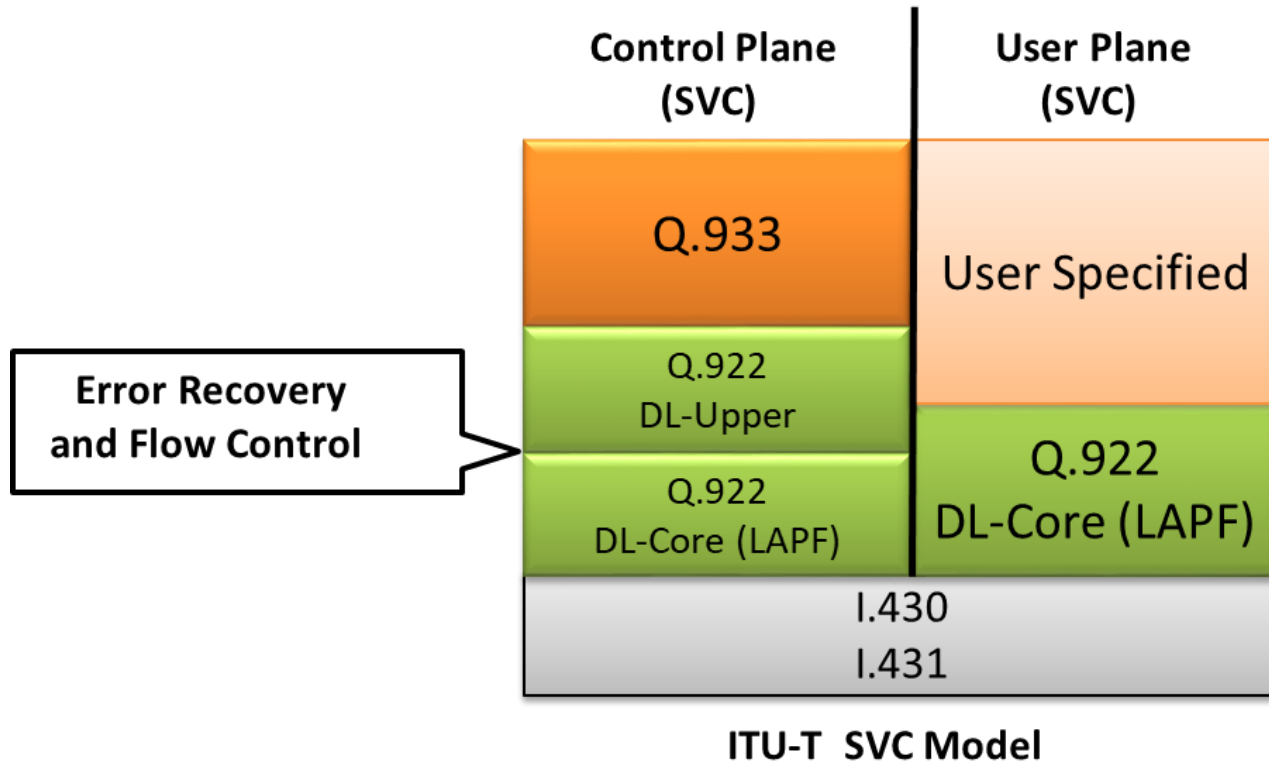 Control Plane
(SVC)
User Plane
(SVC)
Q.933
User Specified
Q.922
DL-Upper
Error Recovery
and Flow Control
Q.922
DL-Core (LAPF)
Q.922
DL-Core (LAPF)
I.430
I.431
ITU-T SVC Model